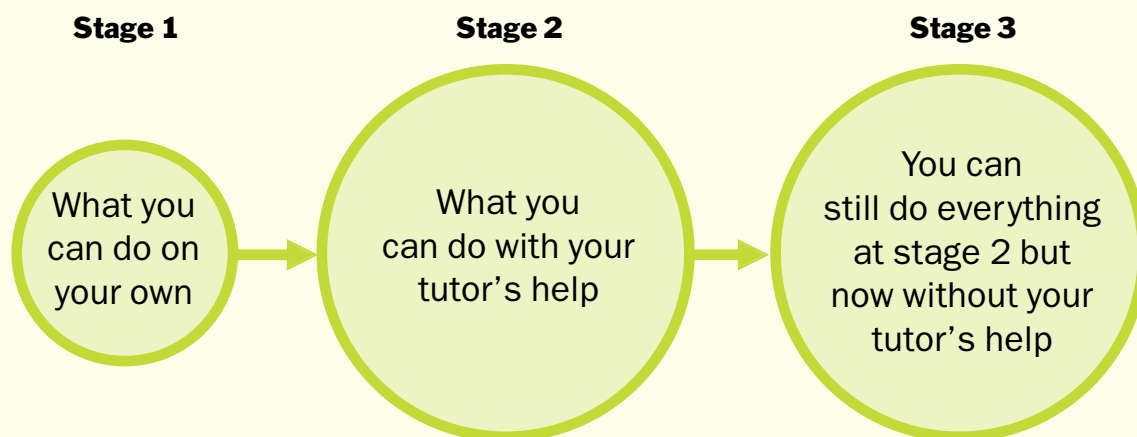 Stage 1
Stage 2
Stage 3
What you
can do on
your own
What you
can do with your
tutor’s help
You can
still do everything
at stage 2 but
now without your
tutor’s help